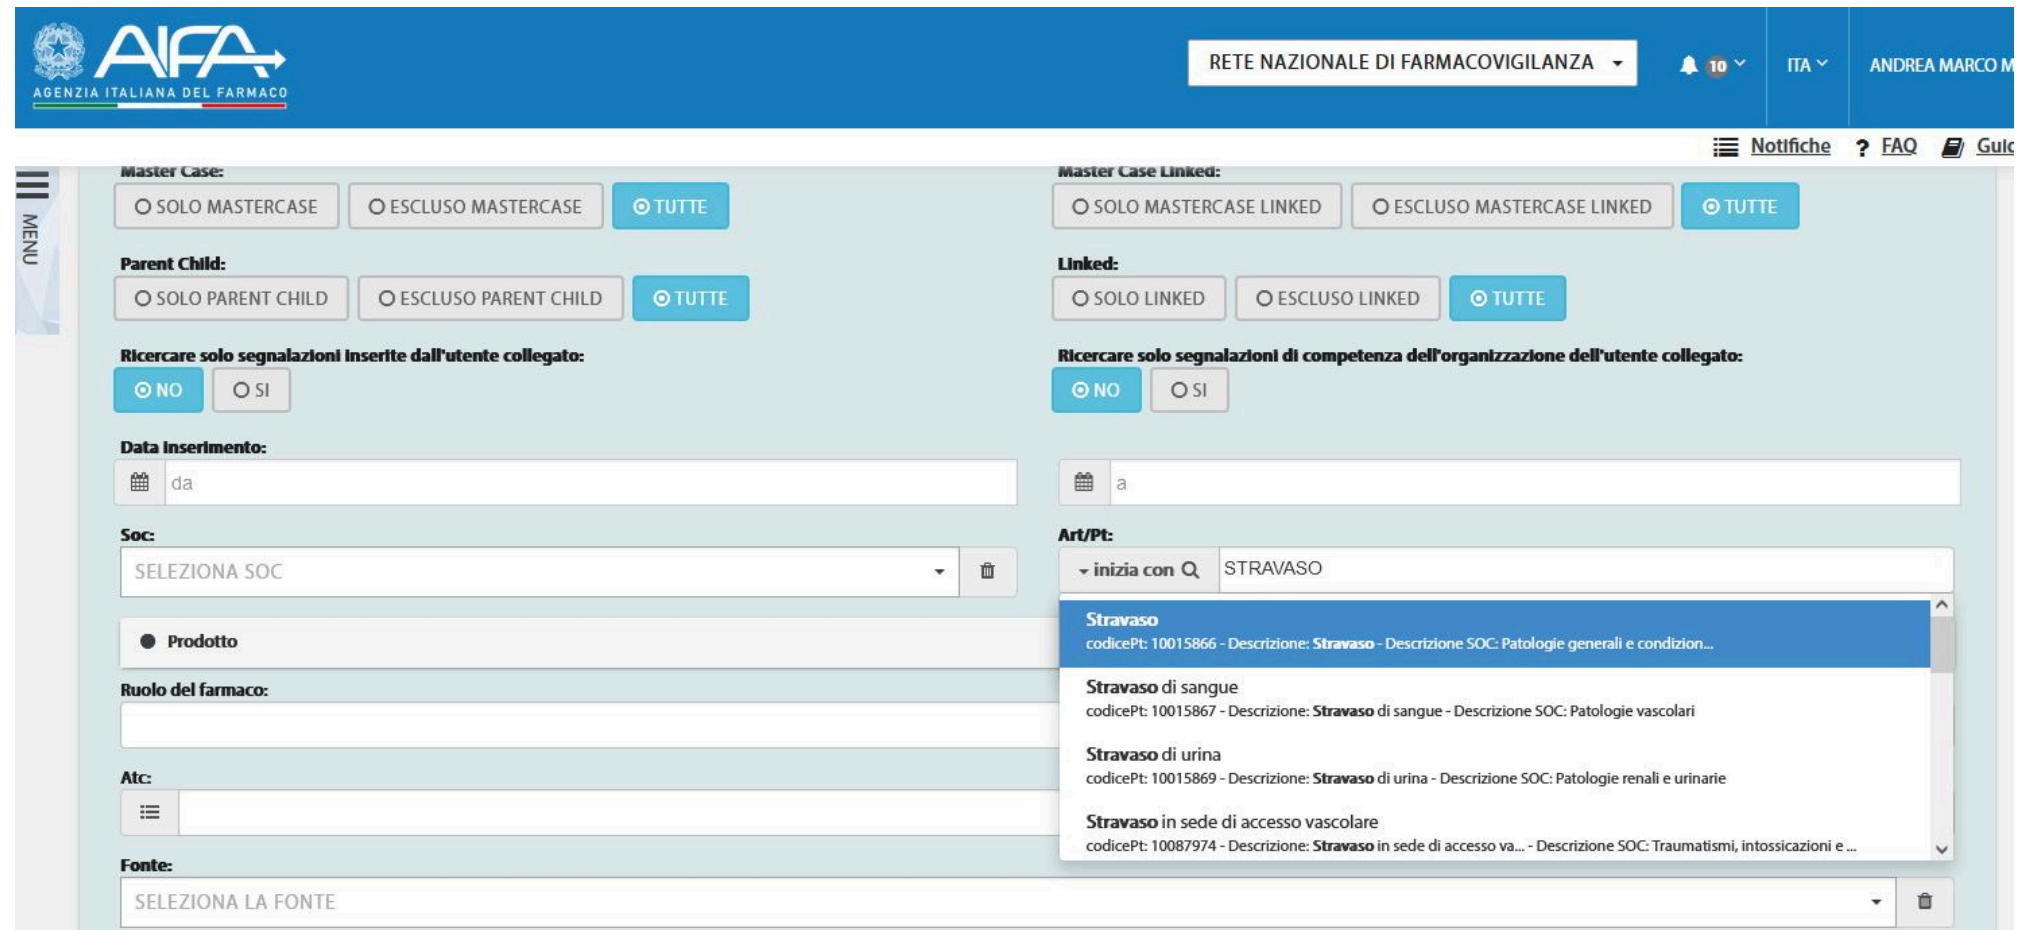 AIFA
AGENZIA ITALIANA DEL FARMACO
RETE NAZIONALE DI FARMACOVIGILANZA
10
ITA
ANDREA MARCO M
Notifiche
? FAQ
MENU
Master Case:
SOLO MASTERCASE
ESCLUSO MASTERCASE
TUTTE
Master Case Linked:
SOLO MASTERCASE LINKED
ESCLUSO MASTERCASE LINKED
TUTTE
Parent Child:
SOLO PARENT CHILD
ESCLUSO PARENT CHILD
TUTTE
Linked:
SOLO LINKED
ESCLUSO LINKED
TUTTE
Ricercare solo segnalazioni inserite dall'utente collegato:
NO
SI
Ricercare solo segnalazioni di competenza dell'organizzazione dell'utente collegato:
NO
SI
Data inserimento:
da
a
Soc:
SELEZIONA SOC
Art/Pt:
inizia con
STRAVASO
Stravaso
codicePt: 10015866 - Descrizione: Stravaso - Descrizione SOC: Patologie generali e condizion...
Stravaso di sangue
codicePt: 10015867 - Descrizione: Stravaso di sangue - Descrizione SOC: Patologie vascolari
Stravaso di urina
codicePt: 10015869 - Descrizione: Stravaso di urina - Descrizione SOC: Patologie renali e urinarie
Stravaso in sede di accesso vascolare
codicePt: 10087974 - Descrizione: Stravaso in sede di accesso va... - Descrizione SOC: Traumatismi, intossicazioni e ...
Prodotto
Ruolo del farmaco:
Atc:
Fonte:
SELEZIONA LA FONTE